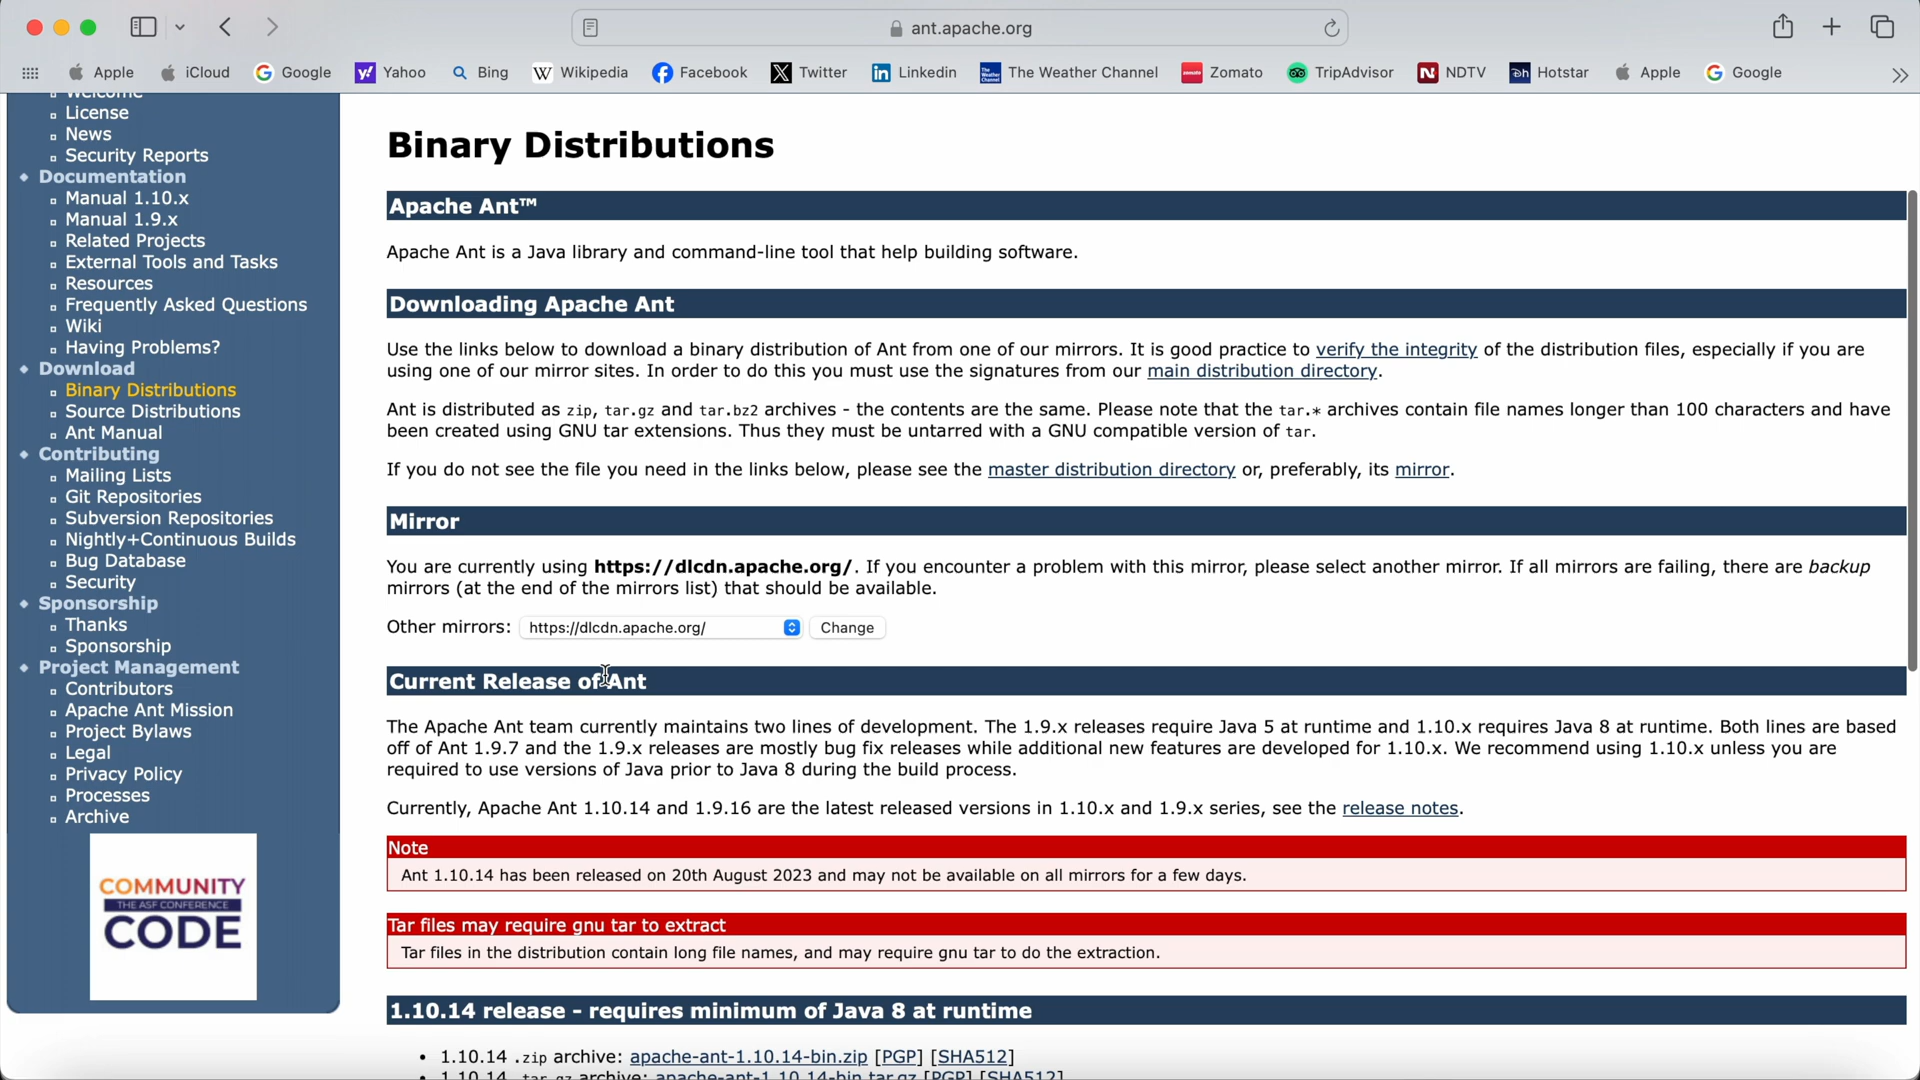 ant.apache.org
Apple iCloud Google Yahoo Bing Wikipedia Facebook Twitter Linkedin The Weather Channel Zomato TripAdvisor NDTV Hotstar Apple Google
Welcome
License
News
Security Reports
Documentation
Manual 1.10.x
Manual 1.9.x
Related Projects
External Tools and Tasks
Resources
Frequently Asked Questions
Wiki
Having Problems?
Download
Binary Distributions
Source Distributions
Ant Manual
Contributing
Mailing Lists
Git Repositories
Subversion Repositories
Nightly+Continuous Builds
Bug Database
Security
Sponsorship
Thanks
Sponsorship
Project Management
Contributors
Apache Ant Mission
Project Bylaws
Legal
Privacy Policy
Processes
Archive
COMMUNITY
THE ASF CONFERENCE
CODE
Binary Distributions
Apache Ant™
Apache Ant is a Java library and command-line tool that help building software.
Downloading Apache Ant
Use the links below to download a binary distribution of Ant from one of our mirrors. It is good practice to verify the integrity of the distribution files, especially if you are
using one of our mirror sites. In order to do this you must use the signatures from our main distribution directory.
Ant is distributed as zip, tar.gz and tar.bz2 archives - the contents are the same. Please note that the tar.* archives contain file names longer than 100 characters and have
been created using GNU tar extensions. Thus they must be untarred with a GNU compatible version of tar.
If you do not see the file you need in the links below, please see the master distribution directory or, preferably, its mirror.
Mirror
You are currently using https://dlcdn.apache.org/. If you encounter a problem with this mirror, please select another mirror. If all mirrors are failing, there are backup
mirrors (at the end of the mirrors list) that should be available.
Other mirrors: https://dlcdn.apache.org/ Change
Current Release of Ant
The Apache Ant team currently maintains two lines of development. The 1.9.x releases require Java 5 at runtime and 1.10.x requires Java 8 at runtime. Both lines are based
off of Ant 1.9.7 and the 1.9.x releases are mostly bug fix releases while additional new features are developed for 1.10.x. We recommend using 1.10.x unless you are
required to use versions of Java prior to Java 8 during the build process.
Currently, Apache Ant 1.10.14 and 1.9.16 are the latest released versions in 1.10.x and 1.9.x series, see the release notes.
Note
Ant 1.10.14 has been released on 20th August 2023 and may not be available on all mirrors for a few days.
Tar files may require gnu tar to extract
Tar files in the distribution contain long file names, and may require gnu tar to do the extraction.
1.10.14 release - requires minimum of Java 8 at runtime
1.10.14 .zip archive: apache-ant-1.10.14-bin.zip [PGP] [SHA512]
1.10.14 .tar.gz archive: apache-ant-1.10.14-bin.tar.gz [PGP] [SHA512]